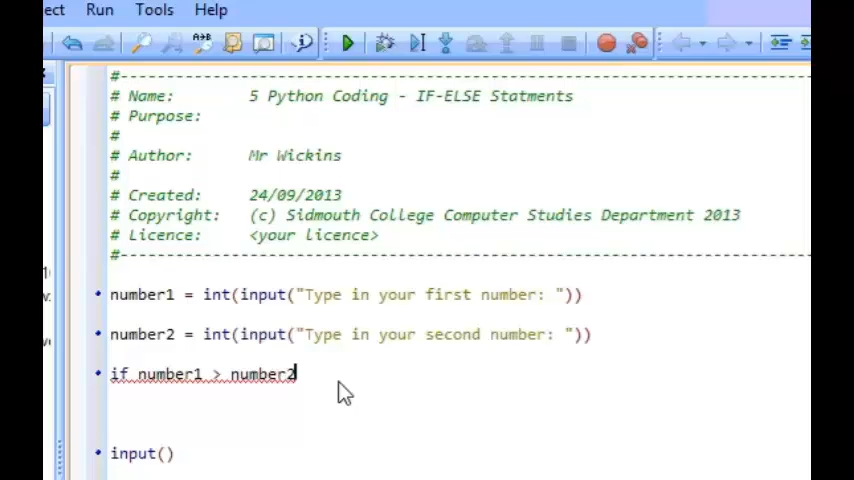 ect Run Tools Help
#--------------------------------------------------------------------------
# Name: 5 Python Coding - IF-ELSE Statments
# Purpose:
#
# Author: Mr Wickins
#
# Created: 24/09/2013
# Copyright: (c) Sidmouth College Computer Studies Department 2013
# Licence: <your licence>
#--------------------------------------------------------------------------
number1 = int(input("Type in your first number: "))
number2 = int(input("Type in your second number: "))
if number1 > number2
input()